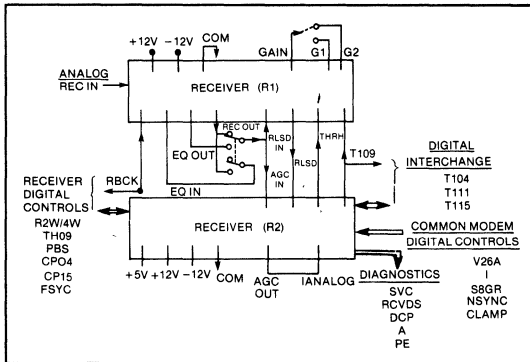 +12V -12V COM
GAIN G1 G2
ANALOG
REC IN
RECEIVER (R1)
REC OUT
RLSD
IN
THRH
EQ OUT
RLSD
T109
AGC
IN
EQ IN
RBCK
RECEIVER
DIGITAL
CONTROLS
R2W/4W
TH09
PBS
CPO4
CP15
FSYC
DIGITAL
INTERCHANGE
T104
T111
T115
RECEIVER (R2)
COMMON MODEM
DIGITAL CONTROLS
V26A
I
S8GR
NSYNC
CLAMP
+5V +12V -12V COM
AGC
OUT
IANALOG
DIAGNOSTICS
SVC
RCVDS
DCP
A
PE